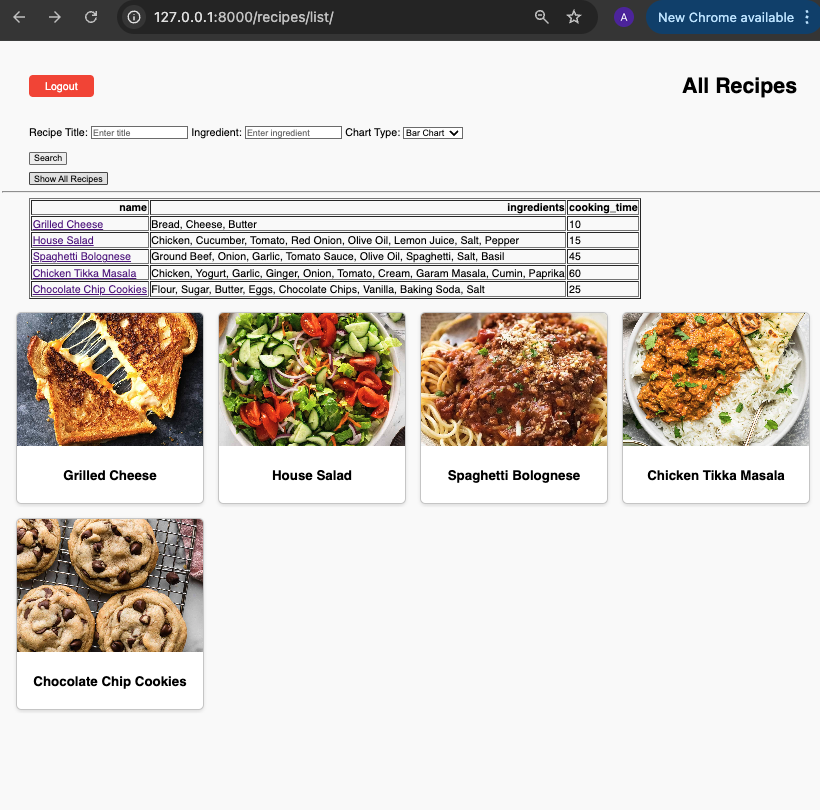 127.0.0.1:8000/recipes/list/ A New Chrome available
Logout All Recipes
Recipe Title: Enter title Ingredient: Enter ingredient Chart Type: Bar Chart
Search
Show All Recipes
name ingredients cooking_time
Grilled Cheese Bread, Cheese, Butter 10
House Salad Chicken, Cucumber, Tomato, Red Onion, Olive Oil, Lemon Juice, Salt, Pepper 15
Spaghetti Bolognese Ground Beef, Onion, Garlic, Tomato Sauce, Olive Oil, Spaghetti, Salt, Basil 45
Chicken Tikka Masala Chicken, Yogurt, Garlic, Ginger, Onion, Tomato, Cream, Garam Masala, Cumin, Paprika 60
Chocolate Chip Cookies Flour, Sugar, Butter, Eggs, Chocolate Chips, Vanilla, Baking Soda, Salt 25
Grilled Cheese House Salad Spaghetti Bolognese Chicken Tikka Masala
Chocolate Chip Cookies